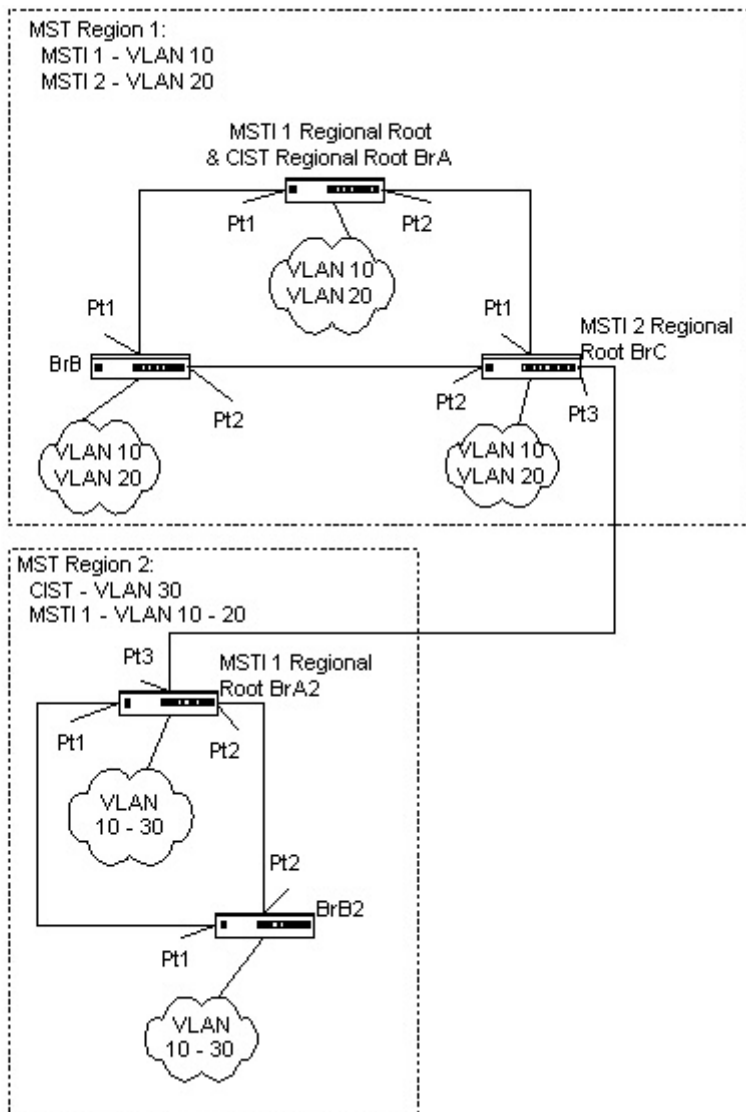 MST Region 1:
MSTI 1 - VLAN 10
MSTI 2 - VLAN 20
MSTI 1 Regional Root
& CIST Regional Root BrA
Pt1
Pt2
VLAN 10
VLAN 20
Pt1
BrB
Pt2
VLAN 10
VLAN 20
Pt1
MSTI 2 Regional
Root BrC
Pt2
Pt3
VLAN 10
VLAN 20
MST Region 2:
CIST - VLAN 30
MSTI 1 - VLAN 10 - 20
Pt3
MSTI 1 Regional
Root BrA2
Pt1
Pt2
VLAN
10 - 30
Pt2
BrB2
Pt1
VLAN
10 - 30